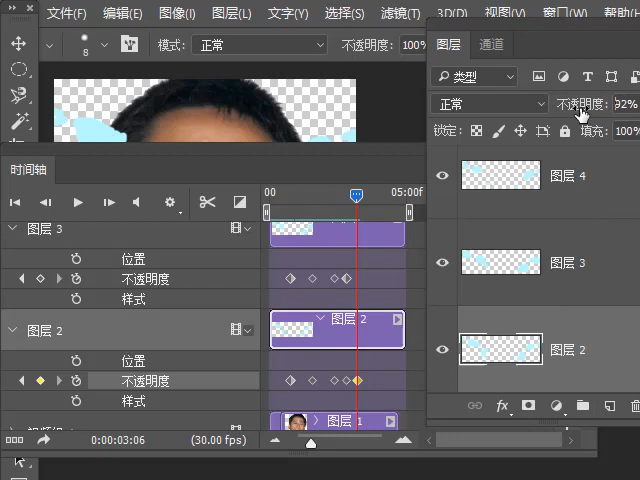 文件(F) 编辑(E) 图像(I) 图层(L) 文字(Y) 选择(S) 滤镜(T) 3D(D) 视图(V) 窗口(W) 帮助
8 模式: 正常 不透明度: 100%
图层 通道
类型
正常 不透明度: 92%
锁定: 填充: 100%
图层 4
图层 3
图层 2
fx
时间轴
00 05:00f
图层 3
位置
不透明度
样式
图层 2
图层 2
位置
不透明度
样式
图层 1
0:00:03:06 (30.00 fps)